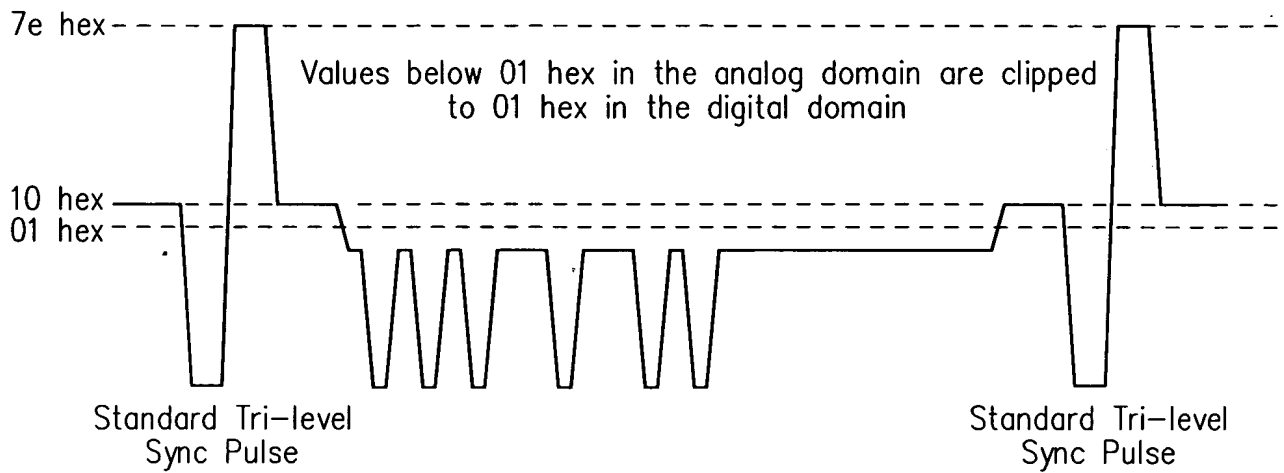 7e hex
Values below 01 hex in the analog domain are clipped
to 01 hex in the digital domain
10 hex
01 hex
Standard Tri-level
Sync Pulse
Standard Tri-level
Sync Pulse